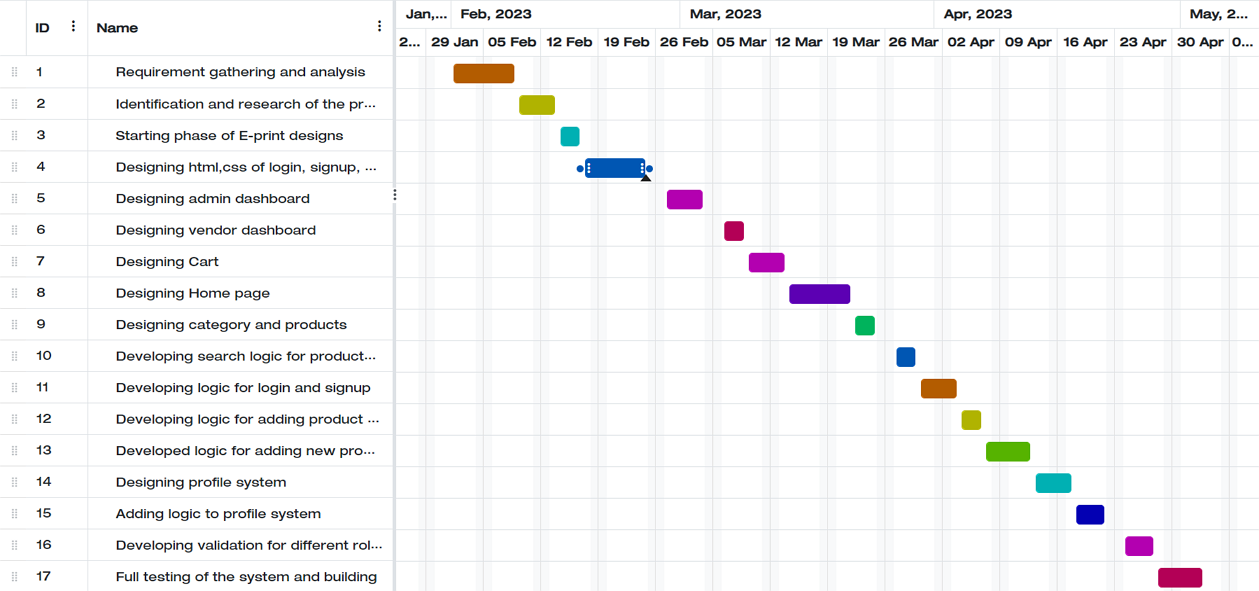 ID Name
Jan,... Feb, 2023 Mar, 2023 Apr, 2023 May, 2...
2... 29 Jan 05 Feb 12 Feb 19 Feb 26 Feb 05 Mar 12 Mar 19 Mar 26 Mar 02 Apr 09 Apr 16 Apr 23 Apr 30 Apr 0...
1 Requirement gathering and analysis
2 Identification and research of the pr...
3 Starting phase of E-print designs
4 Designing html,css of login, signup, ...
5 Designing admin dashboard
6 Designing vendor dashboard
7 Designing Cart
8 Designing Home page
9 Designing category and products
10 Developing search logic for product...
11 Developing logic for login and signup
12 Developing logic for adding product ...
13 Developed logic for adding new pro...
14 Designing profile system
15 Adding logic to profile system
16 Developing validation for different rol...
17 Full testing of the system and building